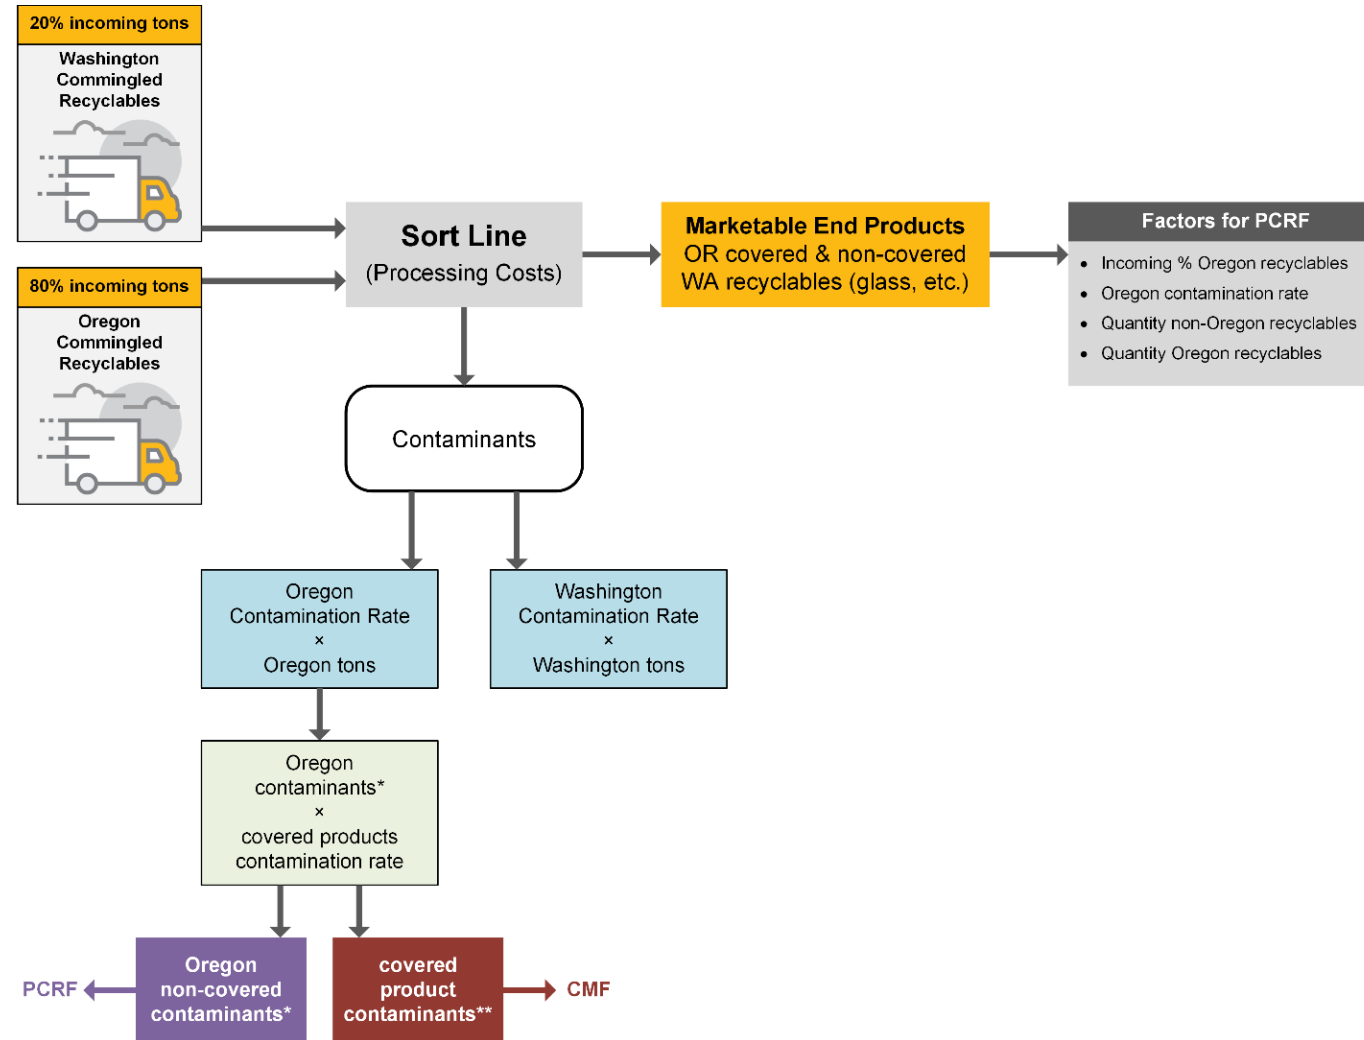 20% incoming tons
Washington
Commingled
Recyclables
80% incoming tons
Oregon
Commingled
Recyclables
Sort Line
(Processing Costs)
Marketable End Products
OR covered & non-covered
WA recyclables (glass, etc.)
Factors for PCRF
• Incoming % Oregon recyclables
• Oregon contamination rate
• Quantity non-Oregon recyclables
• Quantity Oregon recyclables
Contaminants
Oregon
Contamination Rate
×
Oregon tons
Washington
Contamination Rate
×
Washington tons
Oregon
contaminants*
×
covered products
contamination rate
PCRF
Oregon
non-covered
contaminants*
covered
product
contaminants**
CMF